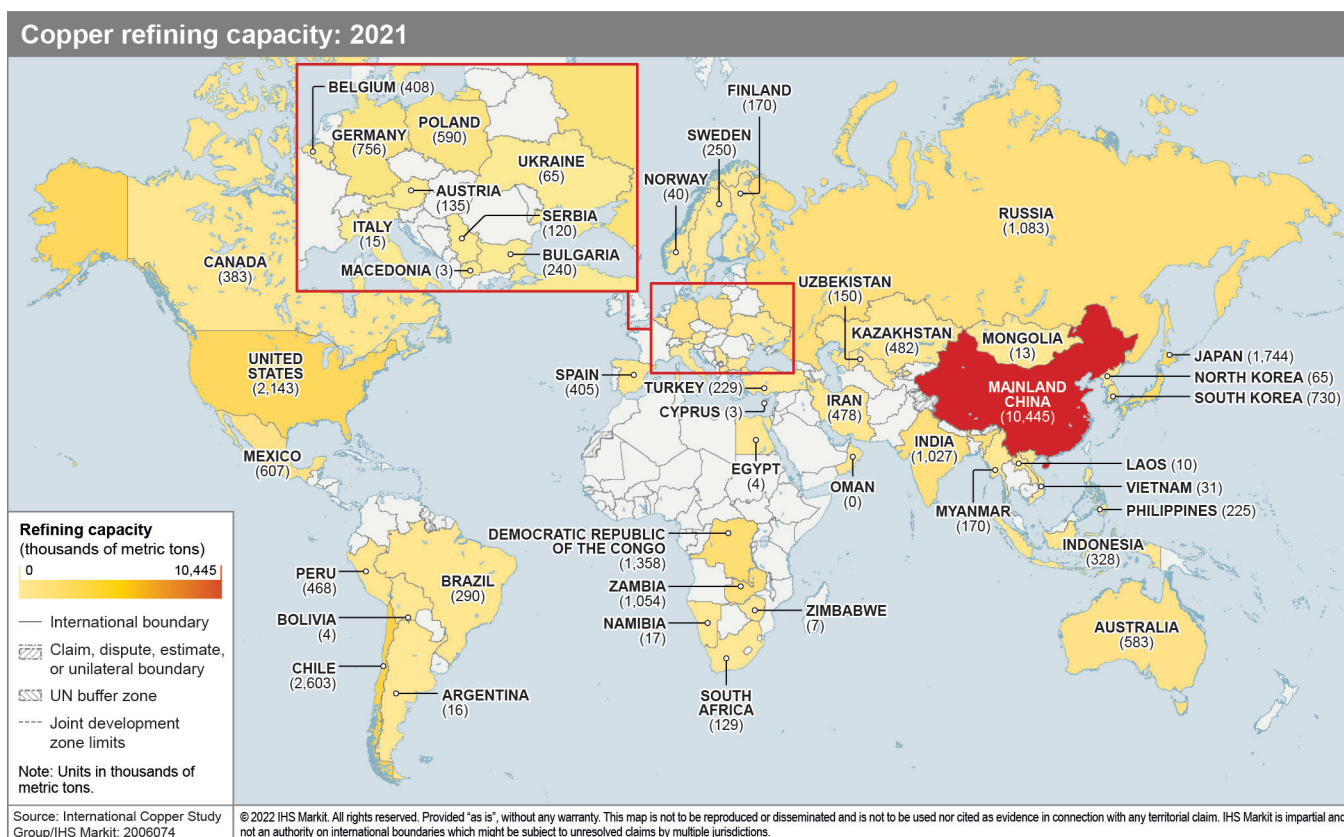 Copper refining capacity: 2021
BELGIUM (408)
GERMANY
(756)
POLAND
(590)
UKRAINE
(65)
AUSTRIA
(135)
SERBIA
(120)
ITALY
(15)
BULGARIA
(240)
MACEDONIA (3)
FINLAND
(170)
SWEDEN
(250)
NORWAY
(40)
RUSSIA
(1,083)
CANADA
(383)
UZBEKISTAN
(150)
KAZAKHSTAN
(482)
MONGOLIA
(13)
JAPAN (1,744)
NORTH KOREA (65)
SOUTH KOREA (730)
UNITED
STATES
(2,143)
SPAIN
(405)
TURKEY (229)
CYPRUS (3)
IRAN
(478)
MAINLAND
CHINA
(10,445)
INDIA
(1,027)
MEXICO
(607)
EGYPT
(4)
OMAN
(0)
LAOS (10)
VIETNAM (31)
MYANMAR
(170)
PHILIPPINES (225)
INDONESIA
(328)
DEMOCRATIC REPUBLIC
OF THE CONGO
(1,358)
ZAMBIA
(1,054)
NAMIBIA
(17)
ZIMBABWE
(7)
SOUTH
AFRICA
(129)
AUSTRALIA
(583)
PERU
(468)
BRAZIL
(290)
BOLIVIA
(4)
CHILE
(2,603)
ARGENTINA
(16)
Refining capacity
(thousands of metric tons)
0 10,445
International boundary
Claim, dispute, estimate,
or unilateral boundary
UN buffer zone
Joint development
zone limits
Note: Units in thousands of
metric tons.
Source: International Copper Study
Group/IHS Markit: 2006074
© 2022 IHS Markit. All rights reserved. Provided “as is”, without any warranty. This map is not to be reproduced or disseminated and is not to be used nor cited as evidence in connection with any territorial claim. IHS Markit is impartial and
not an authority on international boundaries which might be subject to unresolved claims by multiple jurisdictions.